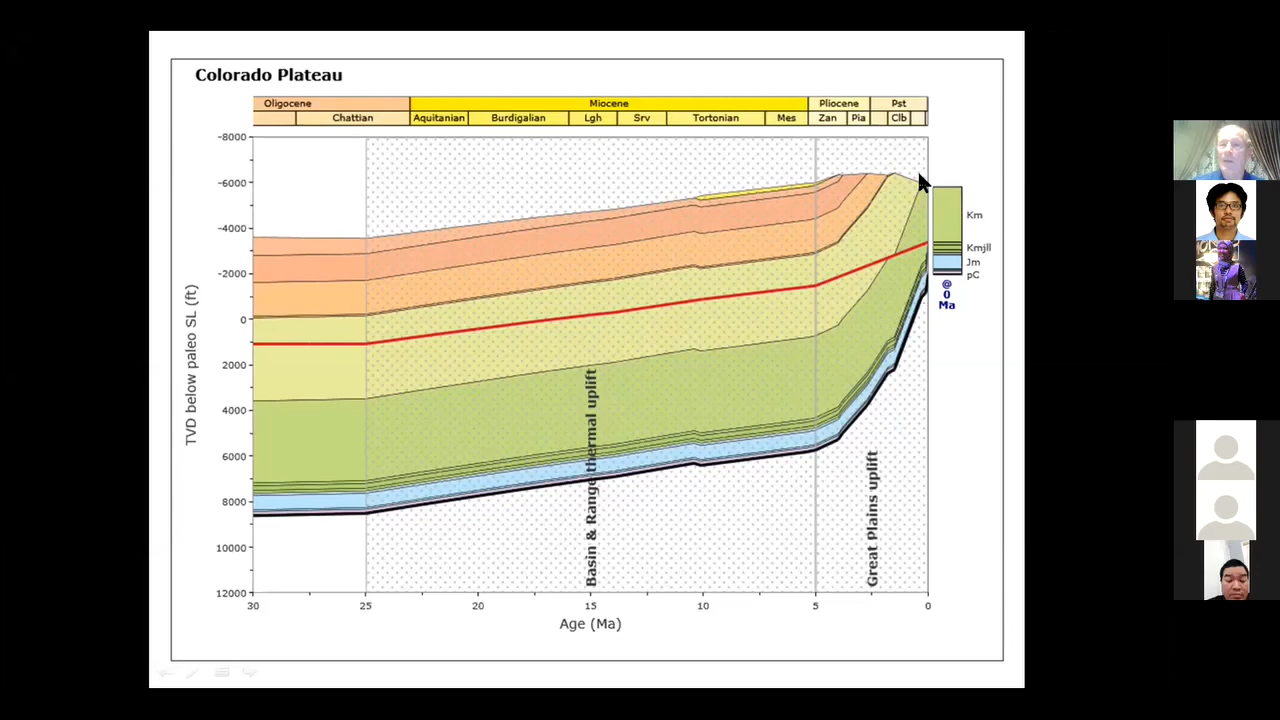 Colorado Plateau
Oligocene Miocene Pliocene Pst
Chattian Aquitanian Burdigalian Lgh Srv Tortonian Mes Zan Pia Clb
-8000
-6000
-4000
-2000
0
2000
4000
6000
8000
10000
12000
TVD below paleo SL (ft)
Basin & Range thermal uplift
Great Plains uplift
Km
Kmjll
Jm
pC
@
0
Ma
30 25 20 15 10 5 0
Age (Ma)